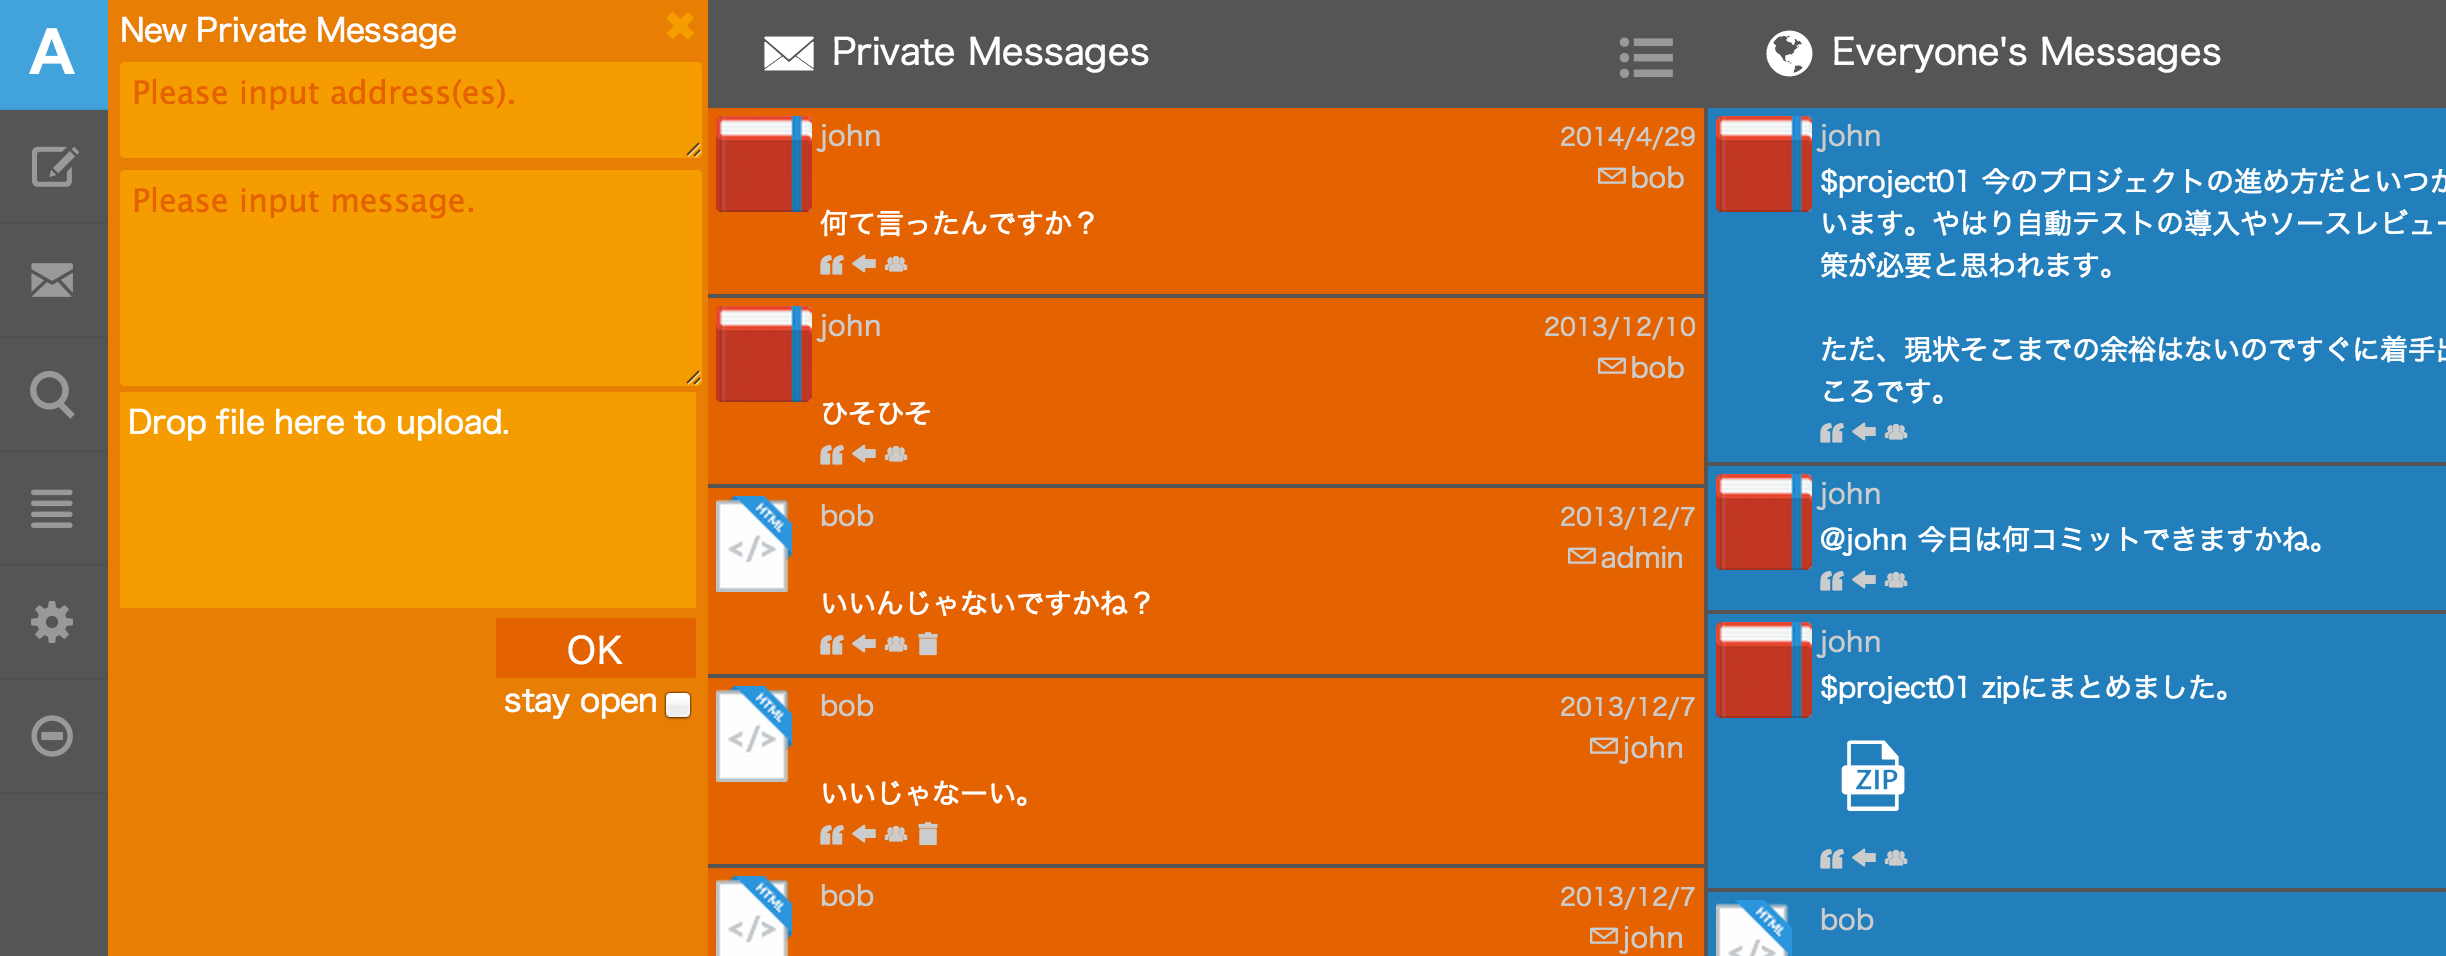 A
New Private Message
Please input address(es).
Please input message.
Drop file here to upload.
OK
stay open
Private Messages
john
2014/4/29
bob
何て言ったんですか？
john
2013/12/10
bob
ひそひそ
HTML
bob
2013/12/7
admin
いいんじゃないですかね？
HTML
bob
2013/12/7
john
いいじゃなーい。
HTML
bob
2013/12/7
john
Everyone's Messages
john
$project01 今のプロジェクトの進め方だといつか
います。やはり自動テストの導入やソースレビュー
策が必要と思われます。
ただ、現状そこまでの余裕はないのですぐに着手出
ころです。
john
@john 今日は何コミットできますかね。
john
$project01 zipにまとめました。
ZIP
HTML
bob